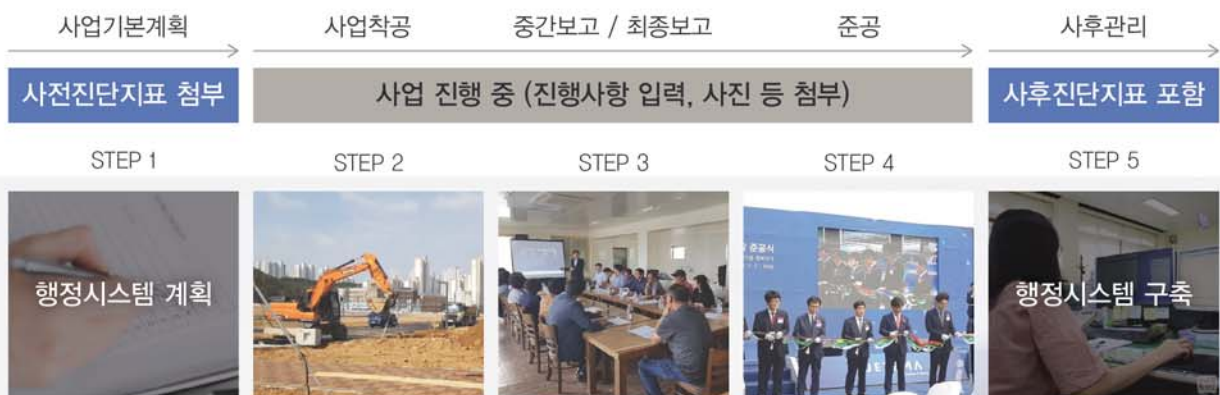 사업기본계획
사업착공
중간보고 / 최종보고
준공
사후관리
사전진단지표 첨부
사업 진행 중 (진행사항 입력, 사진 등 첨부)
사후진단지표 포함
STEP 1
STEP 2
STEP 3
STEP 4
STEP 5
행정시스템 계획
준공식
행정시스템 구축